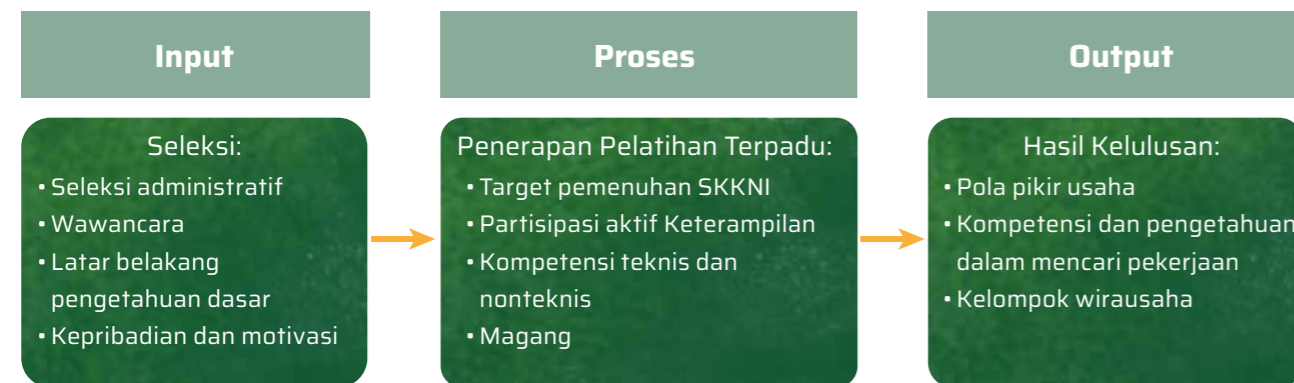 Input
Seleksi:
• Seleksi administratif
• Wawancara
• Latar belakang
pengetahuan dasar
• Kepribadian dan motivasi
Proses
Penerapan Pelatihan Terpadu:
• Target pemenuhan SKKNI
• Partisipasi aktif Keterampilan
• Kompetensi teknis dan
nonteknis
• Magang
Output
Hasil Kelulusan:
• Pola pikir usaha
• Kompetensi dan pengetahuan
dalam mencari pekerjaan
• Kelompok wirausaha